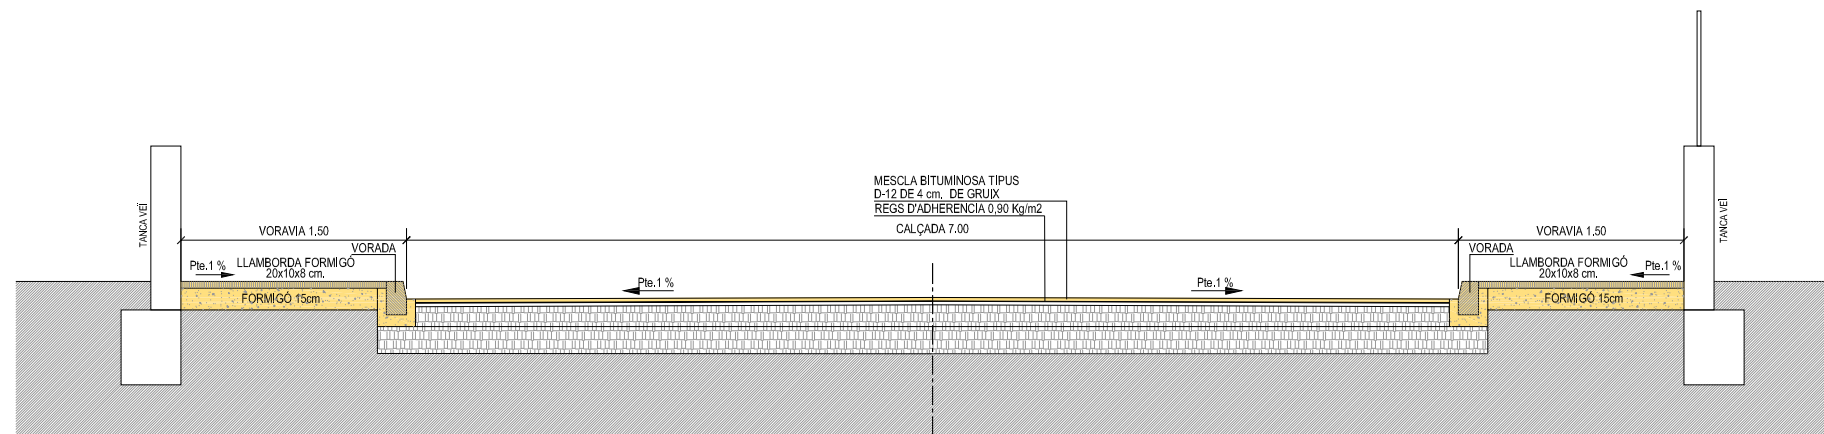 MESCLA BITUMINOSA TIPUS
D-12 DE 4 cm. DE GRUIX
REGS D'ADHERENCIA 0,90 Kg/m2
CALÇADA 7.00
TANCA VEÏ
VORAVIA 1.50
VORADA
LLAMBORDA FORMIGÓ
20x10x8 cm.
Pte.1 %
FORMIGÓ 15cm
Pte.1 %
Pte.1 %
VORAVIA 1.50
VORADA
LLAMBORDA FORMIGÓ
20x10x8 cm.
Pte.1 %
FORMIGÓ 15cm
TANCA VEÏ